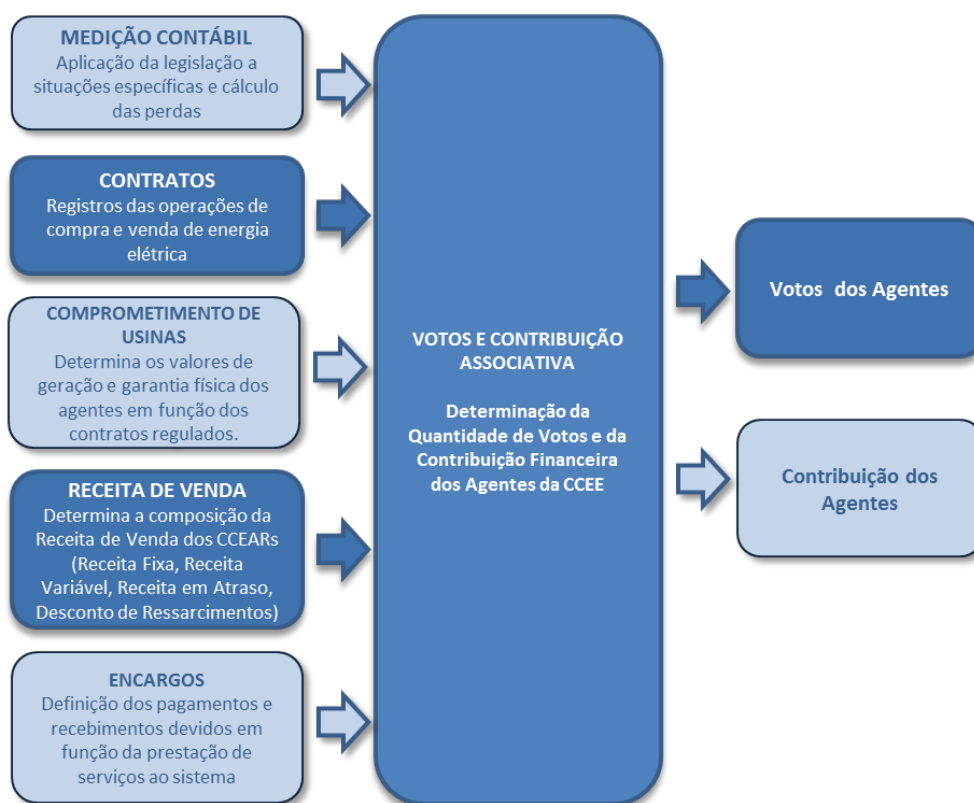 MEDIÇÃO CONTÁBIL
Aplicação da legislação a
situações específicas e cálculo
das perdas
CONTRATOS
Registros das operações de
compra e venda de energia
elétrica
COMPROMETIMENTO DE
USINAS
Determina os valores de
geração e garantia física dos
agentes em função dos
contratos regulados.
RECEITA DE VENDA
Determina a composição da
Receita de Venda dos CCEARs
(Receita Fixa, Receita
Variável, Receita em Atraso,
Desconto de Ressarcimentos)
ENCARGOS
Definição dos pagamentos e
recebimentos devidos em
função da prestação de
serviços ao sistema
VOTOS E CONTRIBUIÇÃO
ASSOCIATIVA
Determinação da
Quantidade de Votos e da
Contribuição Financeira
dos Agentes da CCEE
Votos dos Agentes
Contribuição dos
Agentes